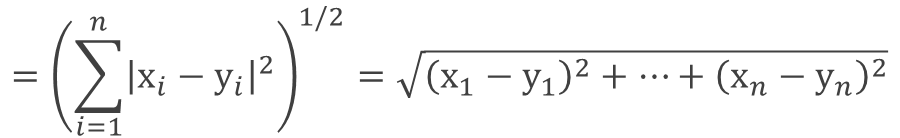 = (∑_{i=1}^{n} |x_i − y_i|^2)^{1/2} = √((x_1 − y_1)^2 + ⋯ + (x_n − y_n)^2)